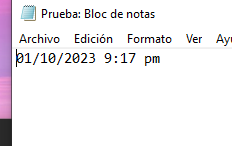 Prueba: Bloc de notas
Archivo Edición Formato Ver
01/10/2023 9:17 pm